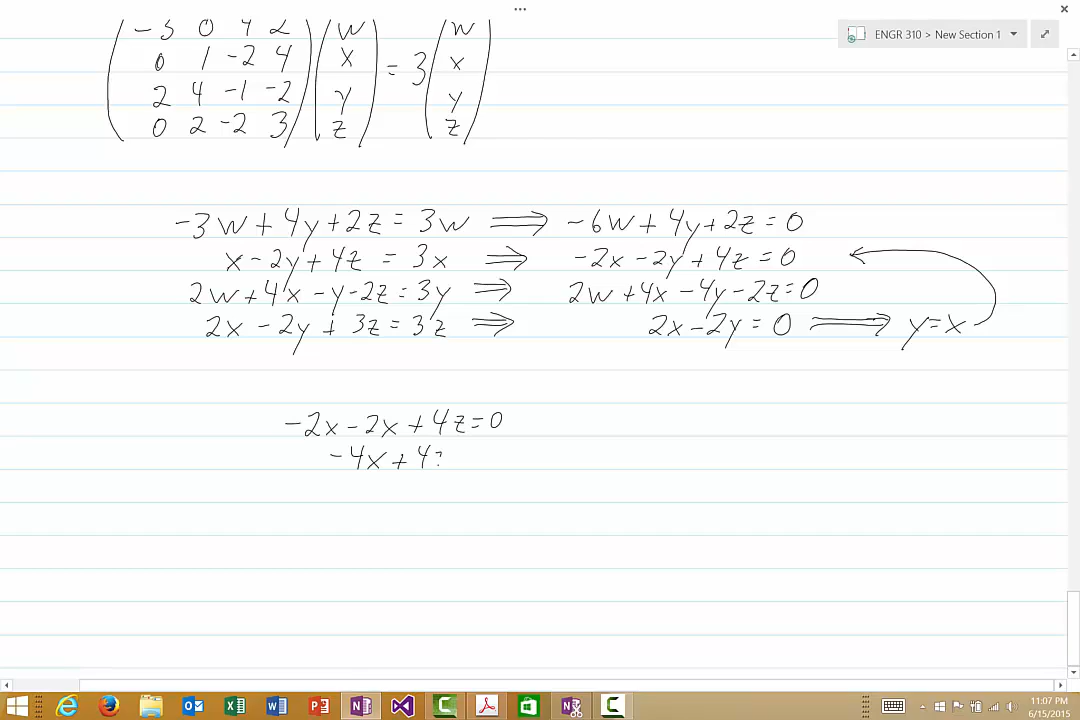 ...
ENGR 310 > New Section 1
-3 0 4 2 w w
0 1 -2 4 x = 3 x
2 4 -1 -2 y y
0 2 -2 3 z z
-3w + 4y + 2z = 3w ⟹ -6w + 4y + 2z = 0
x - 2y + 4z = 3x ⟹ -2x - 2y + 4z = 0
2w + 4x - y - 2z = 3y ⟹ 2w + 4x - 4y - 2z = 0
2x - 2y + 3z = 3z ⟹ 2x - 2y = 0 ⟹ y = x
-2x - 2x + 4z = 0
-4x + 4
11:07 PM
6/15/2015